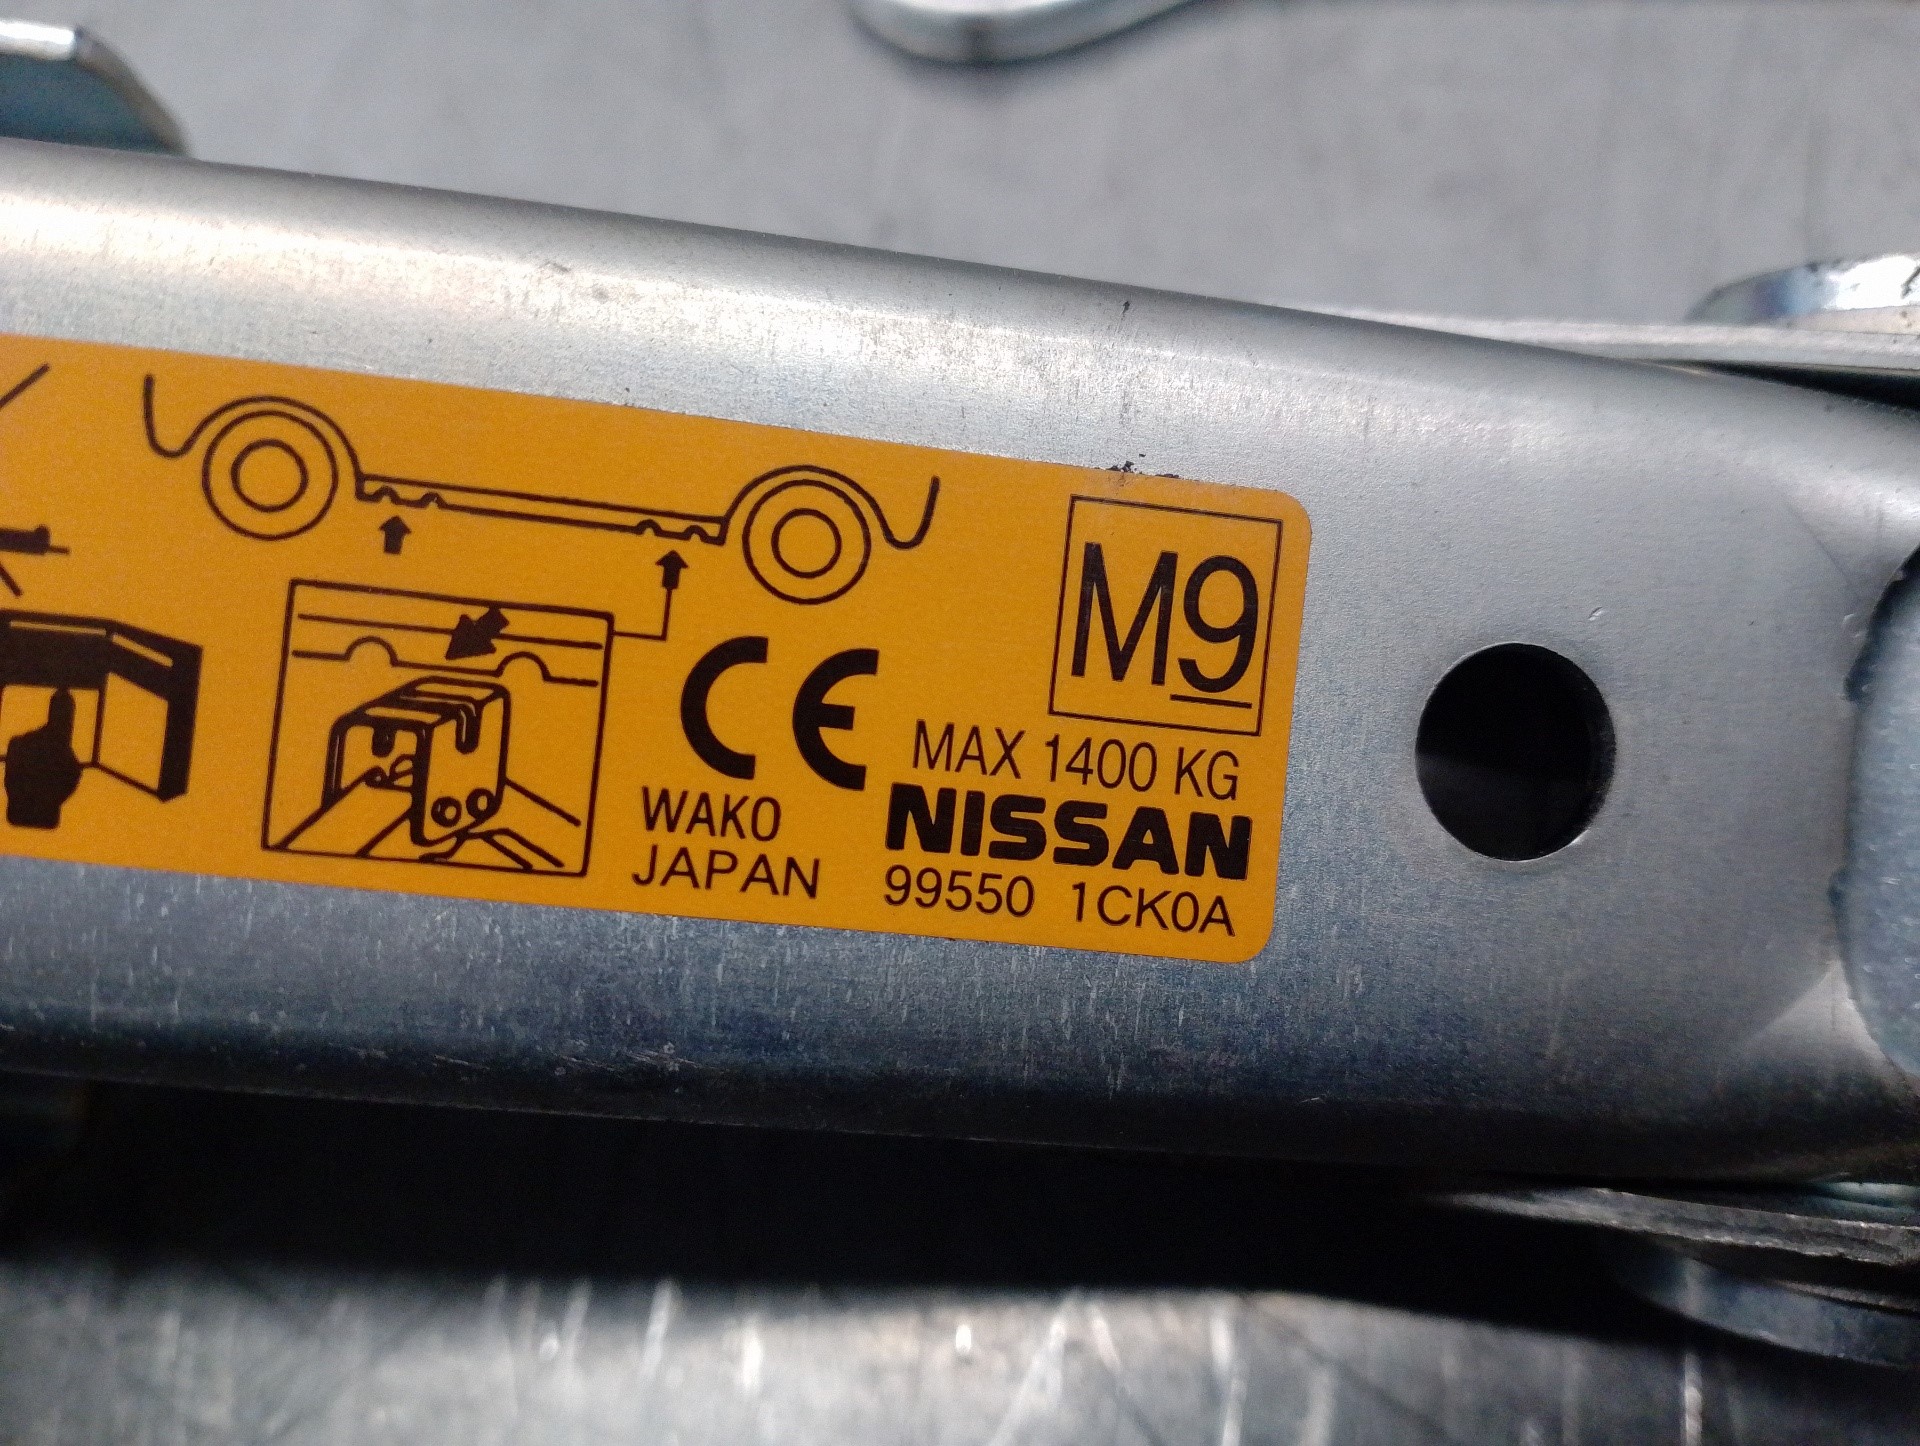 M9
CE
MAX 1400 KG
WAKO
JAPAN
NISSAN
99550 1CK0A